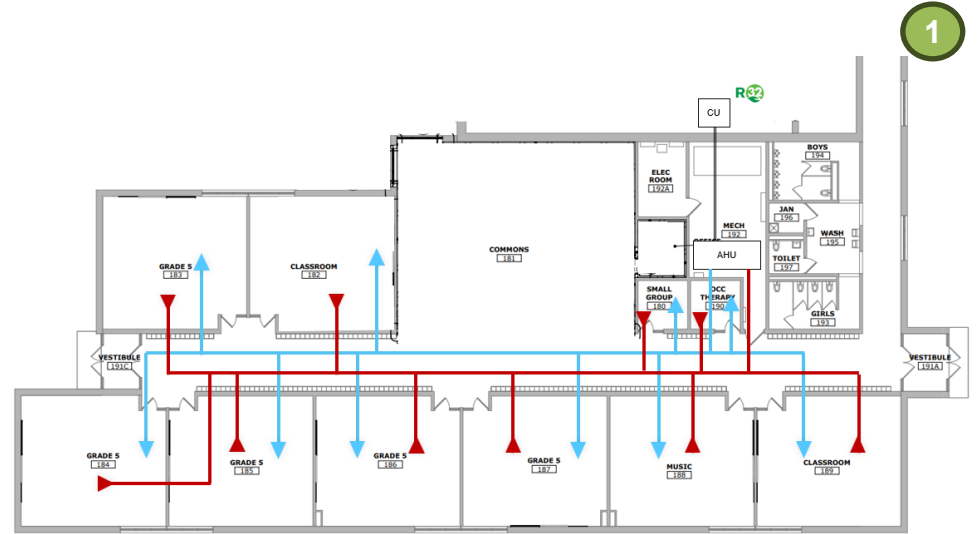 1
R32
CU
BOYS
194
ELEC
ROOM
192A
JAN
196
MECH
192
WASH
195
COMMONS
181
AHU
TOILET
197
GRADE 5
183
CLASSROOM
182
SMALL
GROUP
180
OCC
THERAPY
190
GIRLS
193
VESTIBULE
191C
VESTIBULE
191A
GRADE 5
184
GRADE 5
185
GRADE 5
186
GRADE 5
187
MUSIC
188
CLASSROOM
189